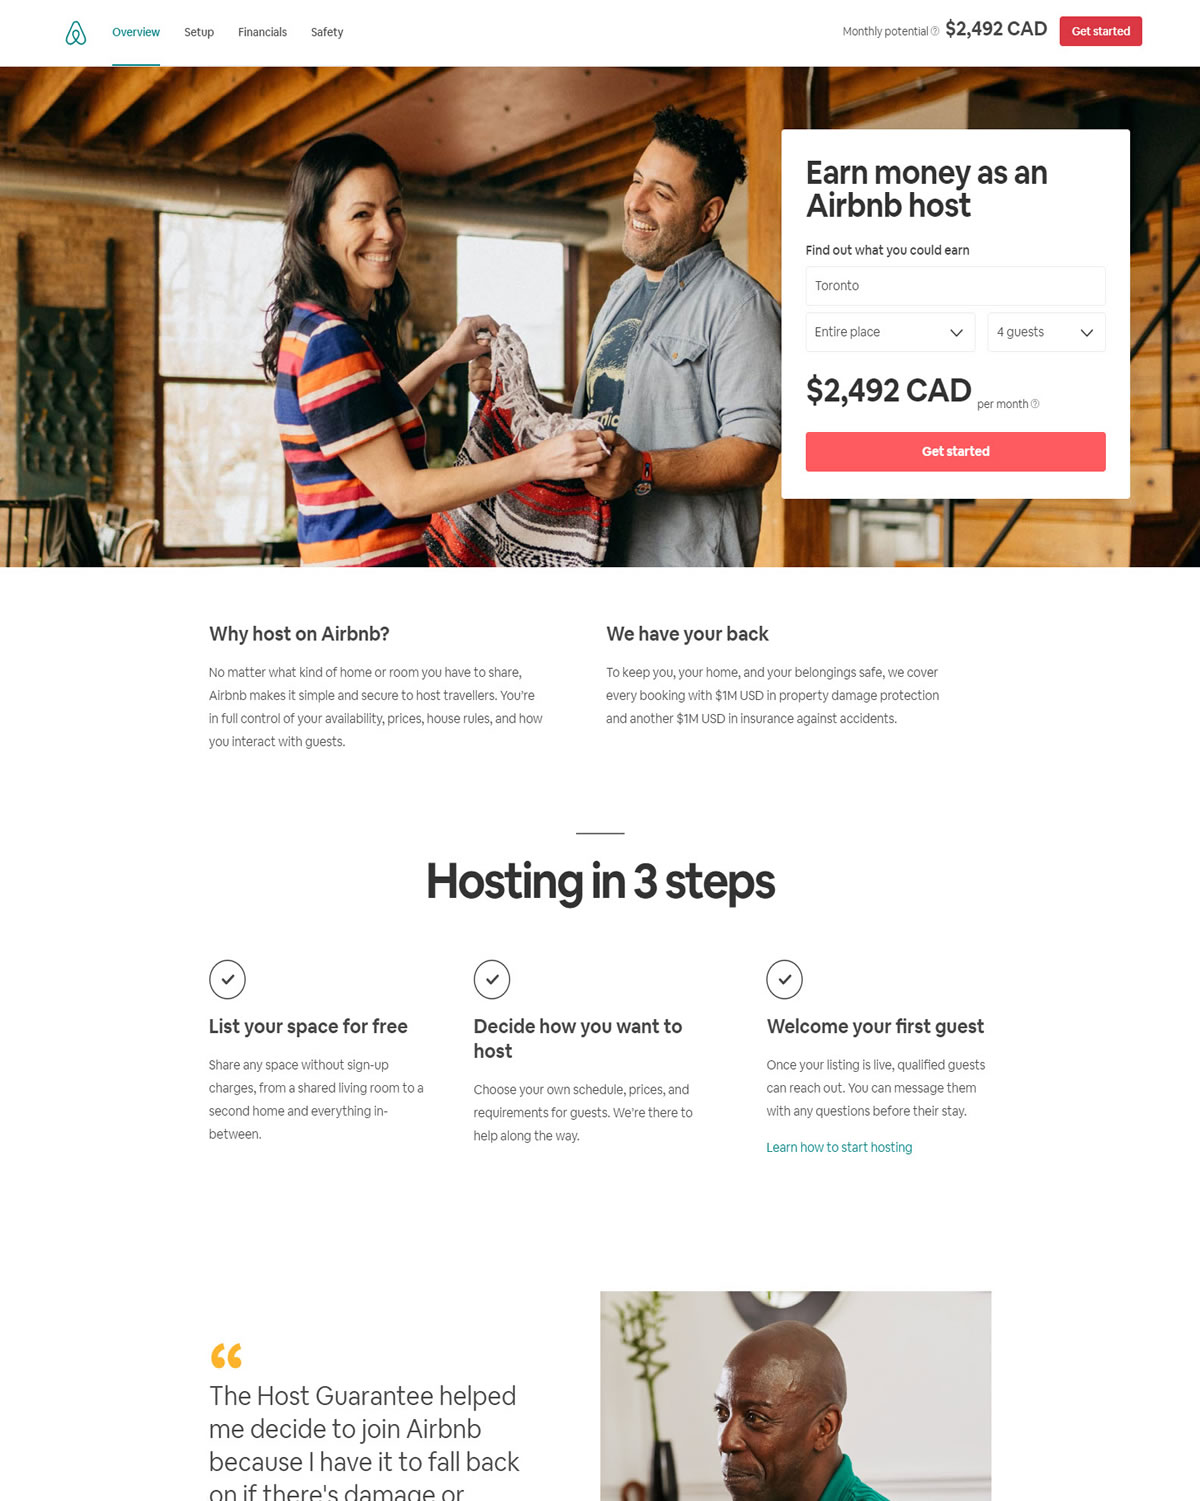 Overview Setup Financials Safety Monthly potential $2,492 CAD Get started
Earn money as an
Airbnb host
Find out what you could earn
Toronto
Entire place 4 guests
$2,492 CAD per month
Get started
Why host on Airbnb?
No matter what kind of home or room you have to share,
Airbnb makes it simple and secure to host travellers. You're
in full control of your availability, prices, house rules, and how
you interact with guests.
We have your back
To keep you, your home, and your belongings safe, we cover
every booking with $1M USD in property damage protection
and another $1M USD in insurance against accidents.
Hosting in 3 steps
List your space for free
Share any space without sign-up
charges, from a shared living room to a
second home and everything in-
between.
Decide how you want to
host
Choose your own schedule, prices, and
requirements for guests. We're there to
help along the way.
Welcome your first guest
Once your listing is live, qualified guests
can reach out. You can message them
with any questions before their stay.
Learn how to start hosting
“
The Host Guarantee helped
me decide to join Airbnb
because I have it to fall back
on if there's damage or